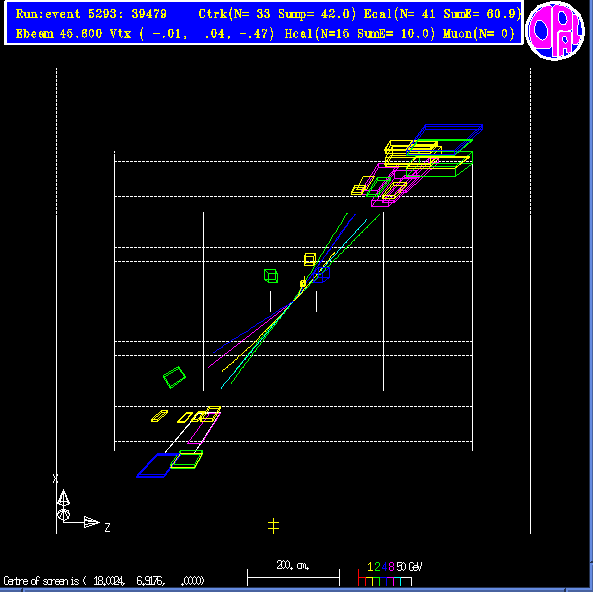 Run:event 5293: 39479 Ctrk(N= 33 Sump= 42.0) Ecal(N= 41 SumE= 60.9)
Ebeam 45.600 Vtx ( -.01, .04, -.47) Hcal(N=15 SumE= 10.0) Muon(N= 0)
OPAL
X
Z
200. cm.
1 2 4 8 50 GeV
Centre of screen is ( 18.0024, 6.9176, .0000)